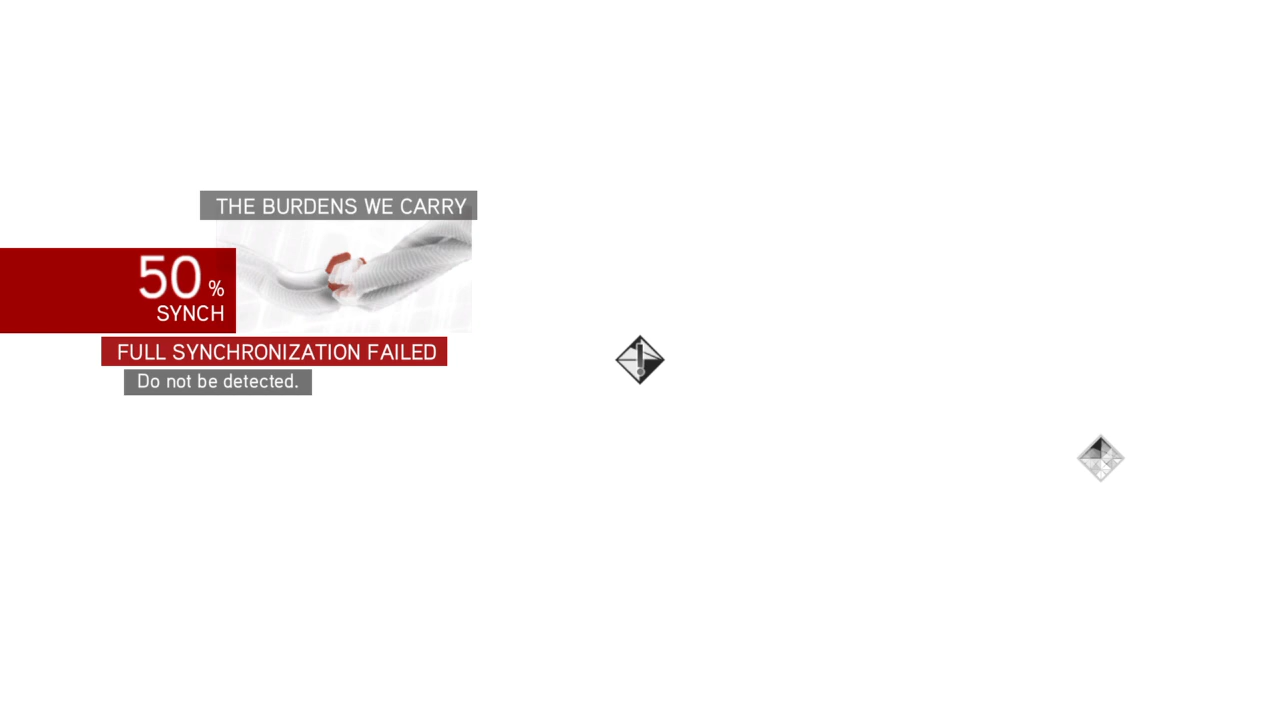 THE BURDENS WE CARRY
50 %
SYNCH
FULL SYNCHRONIZATION FAILED
Do not be detected.